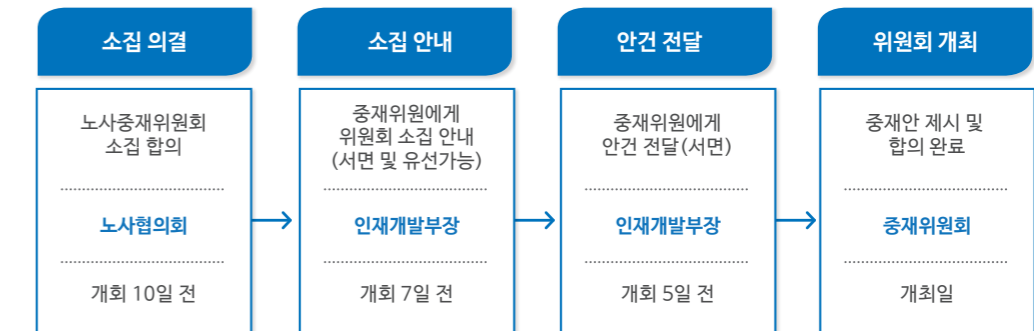 소집 의결
노사중재위원회
소집 합의
노사협의회
개회 10일 전
소집 안내
중재위원에게
위원회 소집 안내
(서면 및 유선가능)
인재개발부장
개회 7일 전
안건 전달
중재위원에게
안건 전달(서면)
인재개발부장
개회 5일 전
위원회 개최
중재안 제시 및
합의 완료
중재위원회
개최일